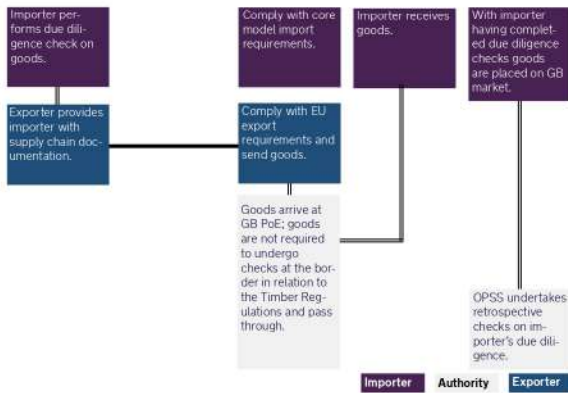 Importer per-
forms due dili-
gence check on
goods.
Comply with core
model import
requirements.
Importer receives
goods.
With importer
having complet-
ed due diligence
checks goods
are placed on GB
market.
Exporter provides
importer with
supply chain doc-
umentation.
Comply with EU
export
requirements and
send goods.
Goods arrive at
GB PoE; goods
are not required
to undergo
checks at the bor-
der in relation to
the Timber Reg-
ulations and pass
through.
OPSS undertakes
retrospective
checks on im-
porter's due dili-
gence.
Importer
Authority
Exporter